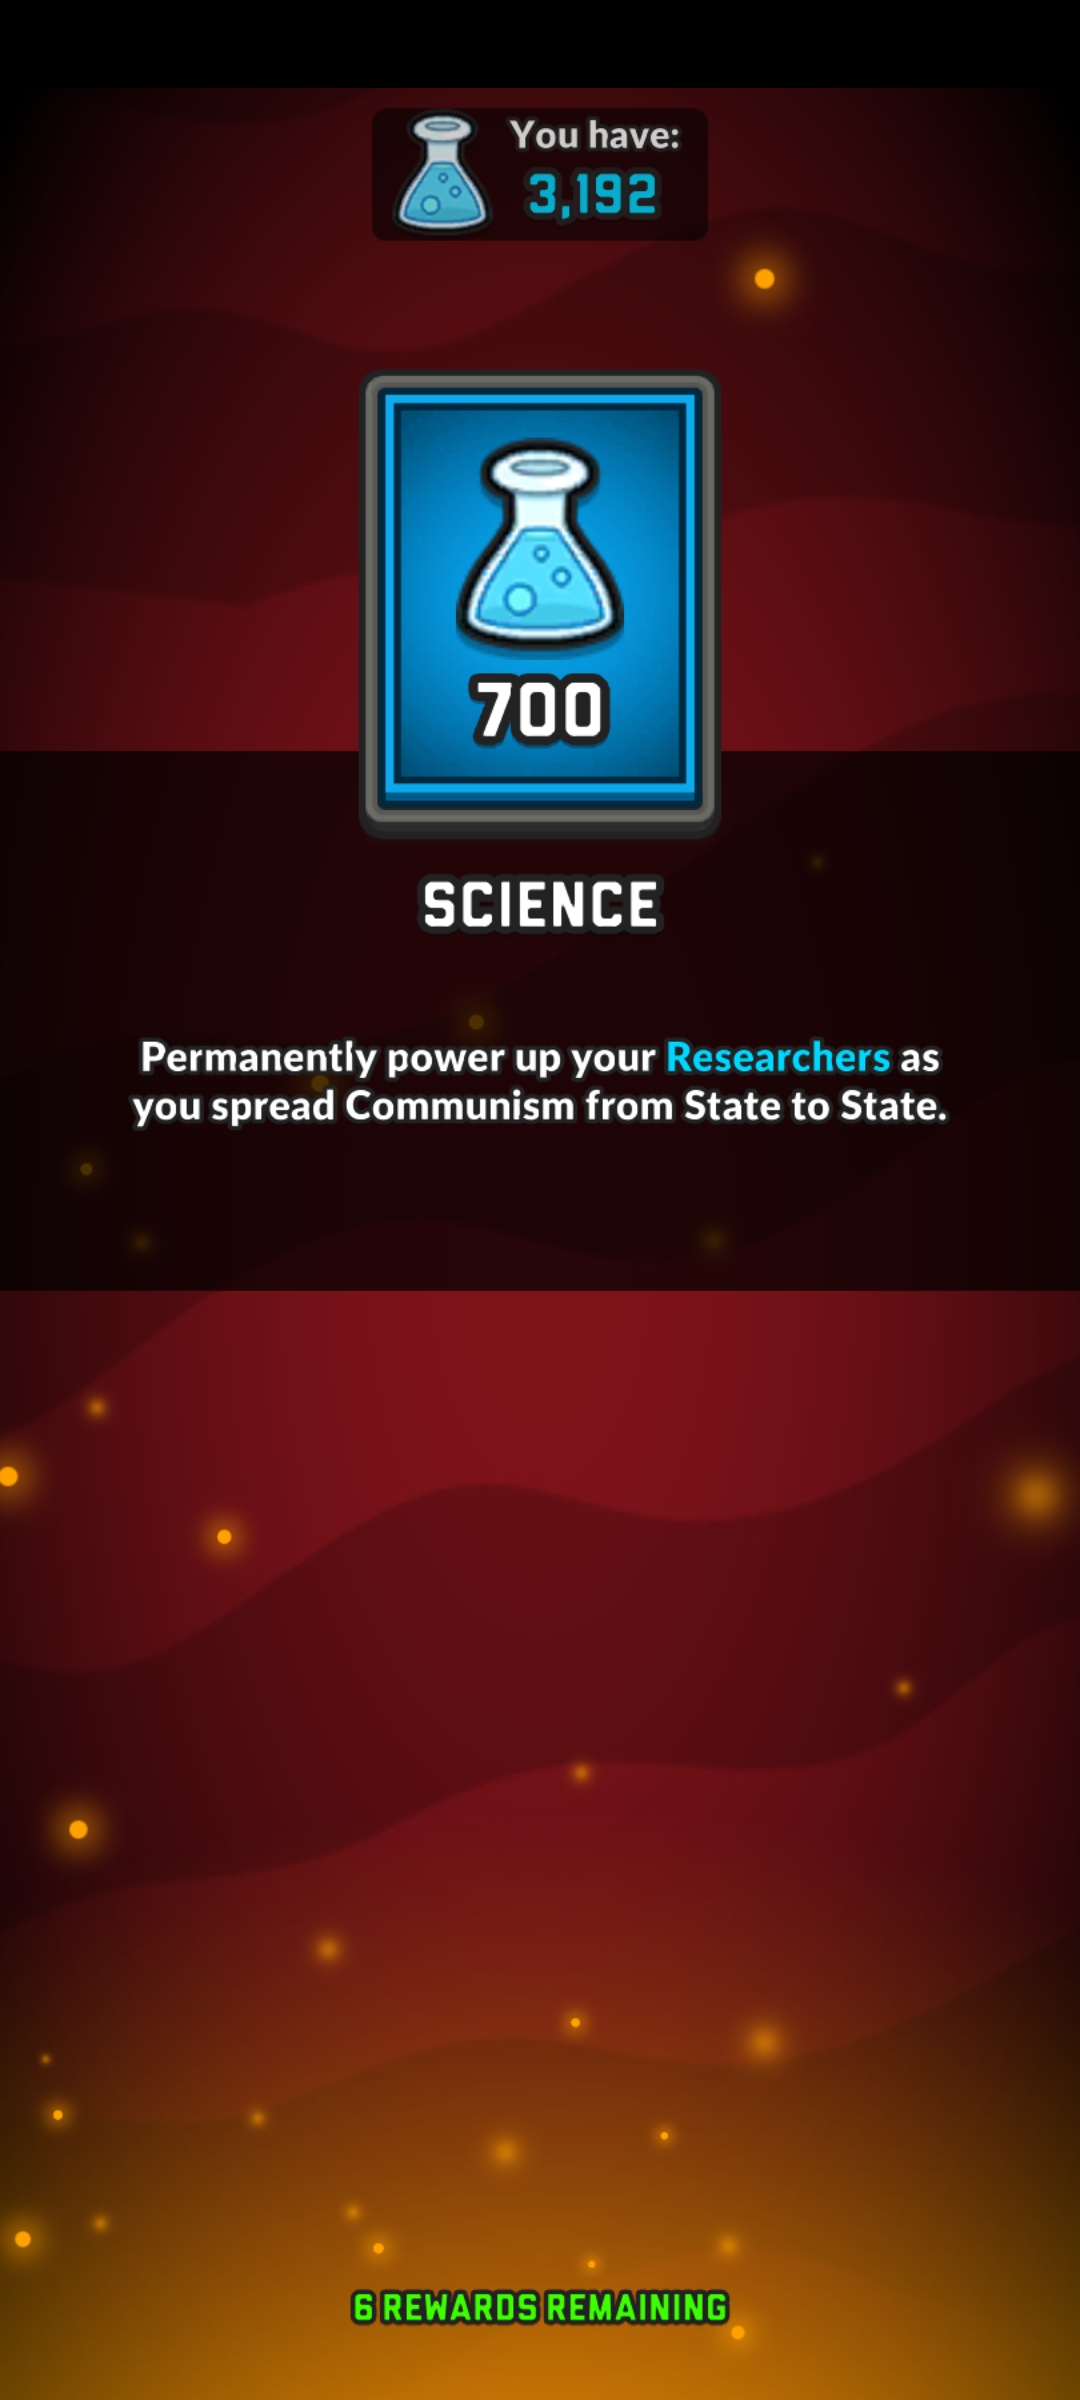 You have:
3,192
700
SCIENCE
Permanently power up your Researchers as
you spread Communism from State to State.
6 REWARDS REMAINING